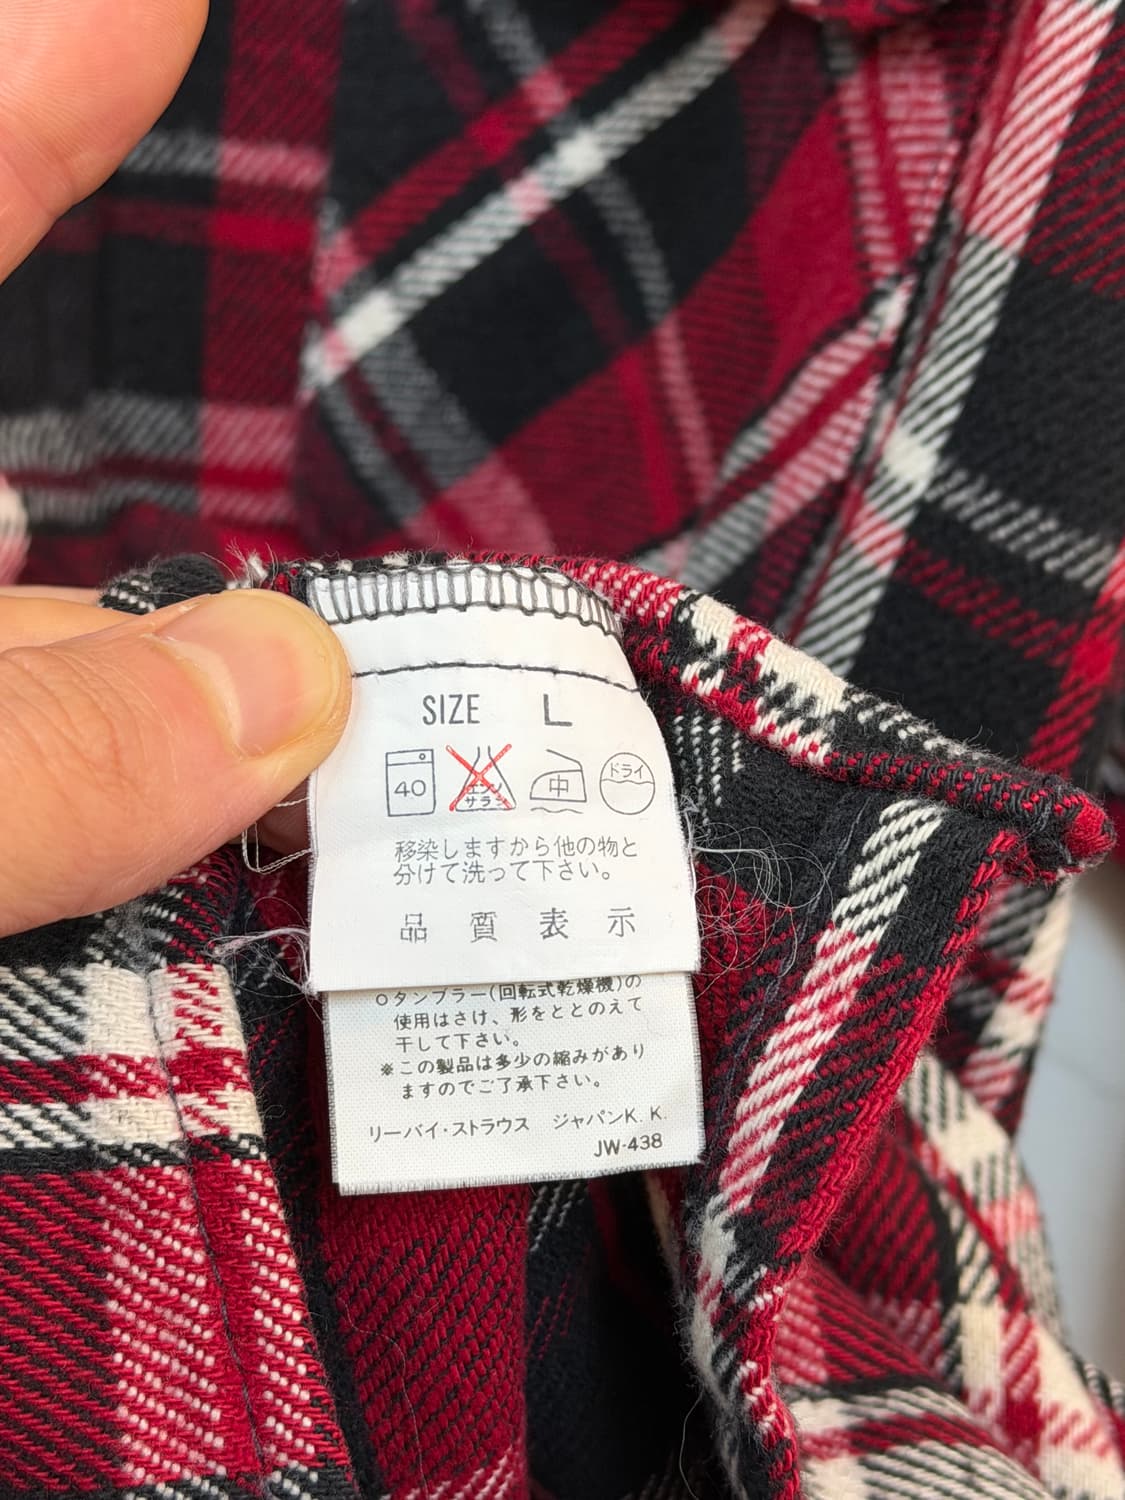 SIZE L
40 エンソ サラシ 中 ドライ
移染しますから他の物と
分けて洗って下さい。
品質表示
○タンブラー(回転式乾燥機)の
使用はさけ、形をととのえて
干して下さい。
※この製品は多少の縮みがあり
ますのでご了承下さい。
リーバイ・ストラウス ジャパンK.K.
JW-438